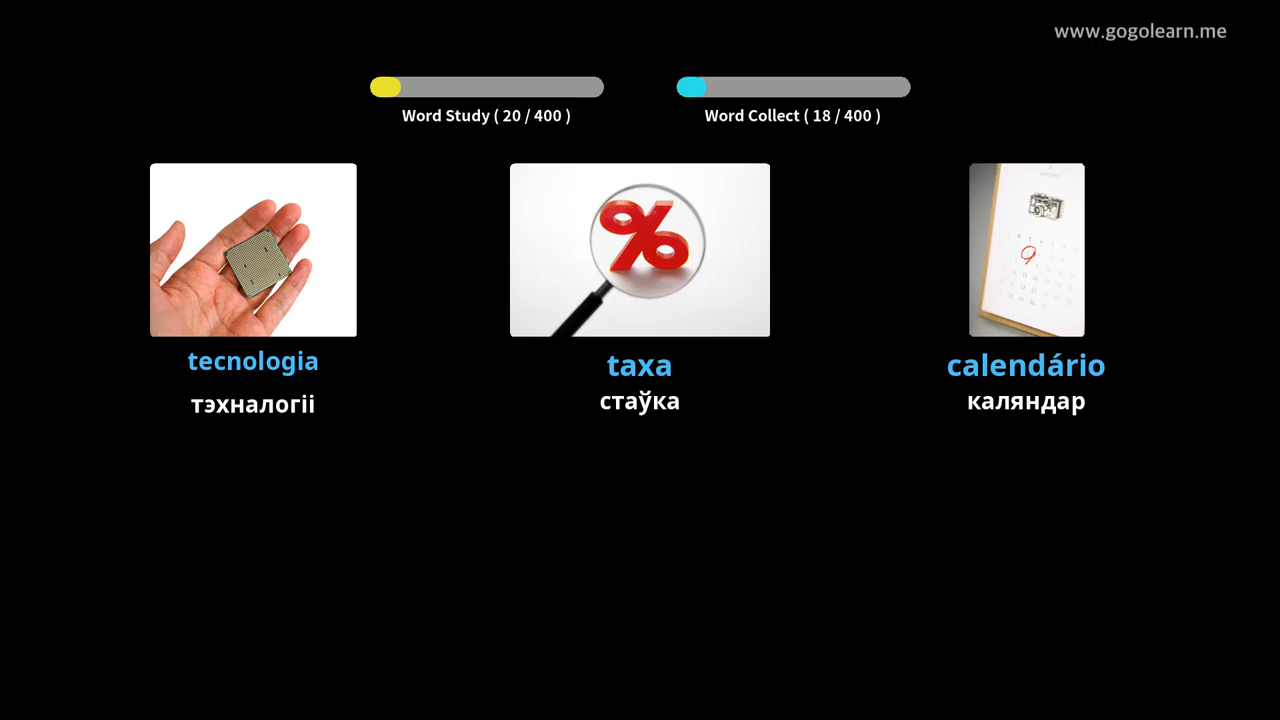 www.gogolearn.me
Word Study ( 20 / 400 )
Word Collect ( 18 / 400 )
tecnologia
тэхналогіі
taxa
стаўка
calendário
каляндар